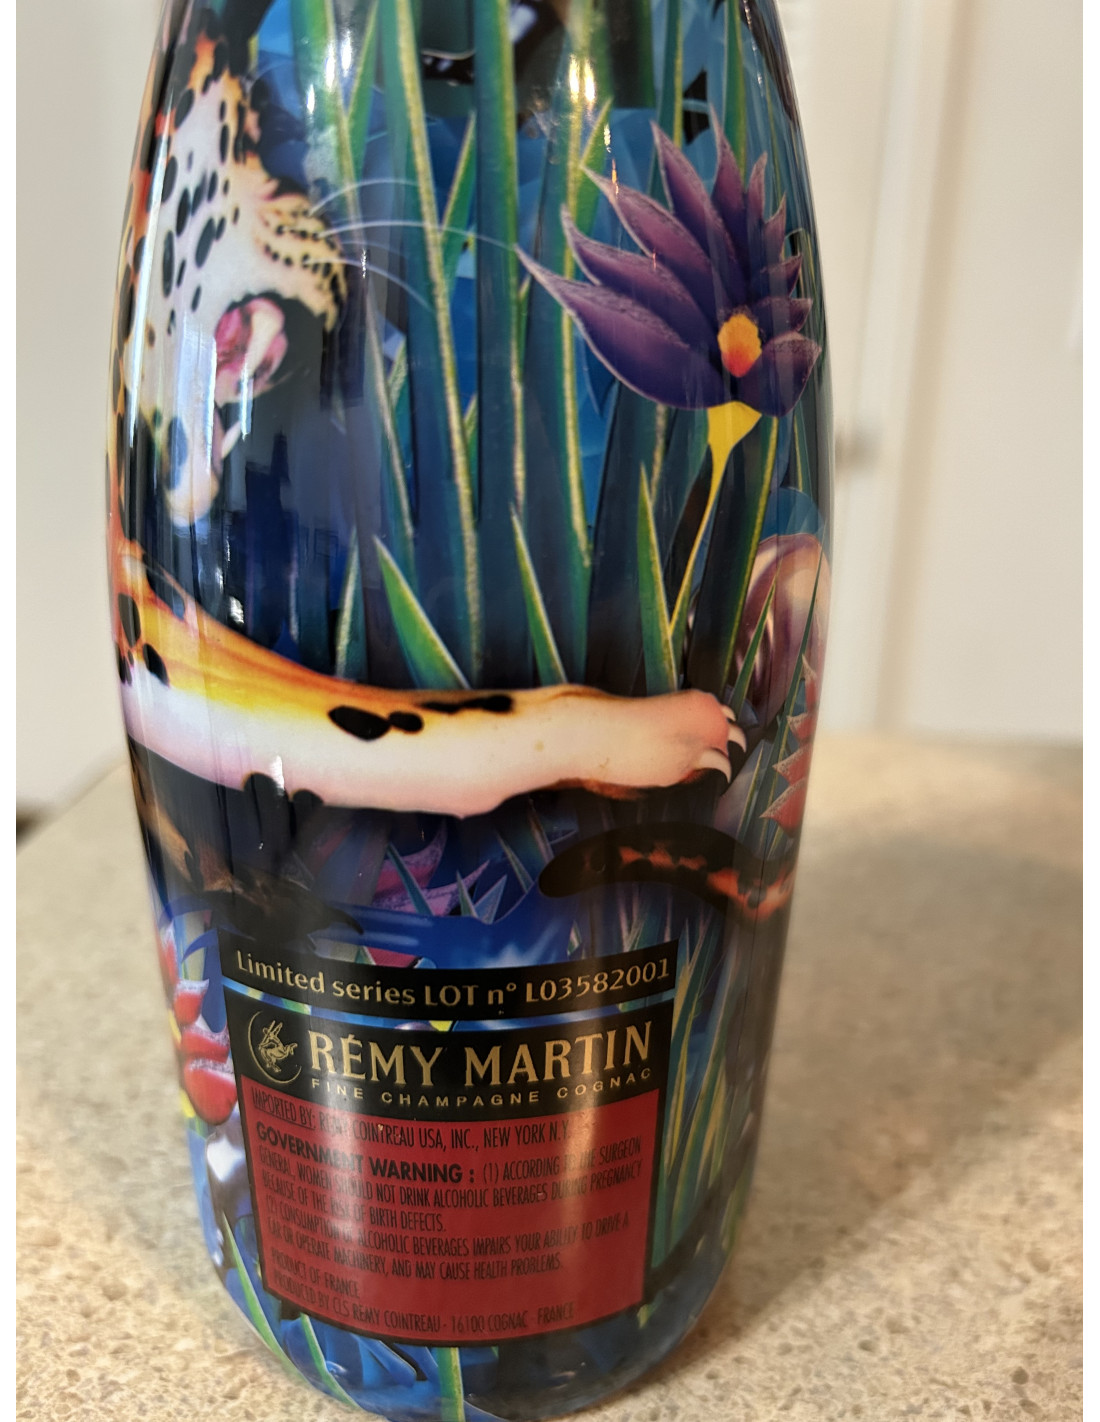 Limited series LOT n° L03582001
RÉMY MARTIN
FINE CHAMPAGNE COGNAC
IMPORTED BY: REMY COINTREAU USA, INC., NEW YORK N.Y.
GOVERNMENT WARNING : (1) ACCORDING TO THE SURGEON
GENERAL, WOMEN SHOULD NOT DRINK ALCOHOLIC BEVERAGES DURING PREGNANCY
BECAUSE OF THE RISK OF BIRTH DEFECTS.
(2) CONSUMPTION OF ALCOHOLIC BEVERAGES IMPAIRS YOUR ABILITY TO DRIVE A
CAR OR OPERATE MACHINERY, AND MAY CAUSE HEALTH PROBLEMS.
PRODUCT OF FRANCE
PRODUCED BY CLS REMY COINTREAU - 16100 COGNAC - FRANCE